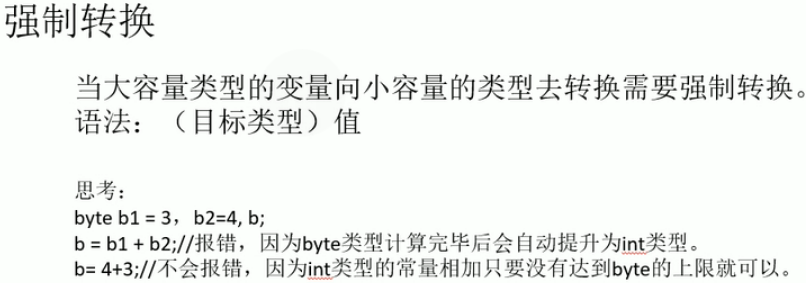 强制转换
当大容量类型的变量向小容量的类型去转换需要强制转换。
语法：（目标类型）值
思考：
byte b1 = 3，b2=4, b;
b = b1 + b2;//报错，因为byte类型计算完毕后会自动提升为int类型。
b= 4+3;//不会报错，因为int类型的常量相加只要没有达到byte的上限就可以。